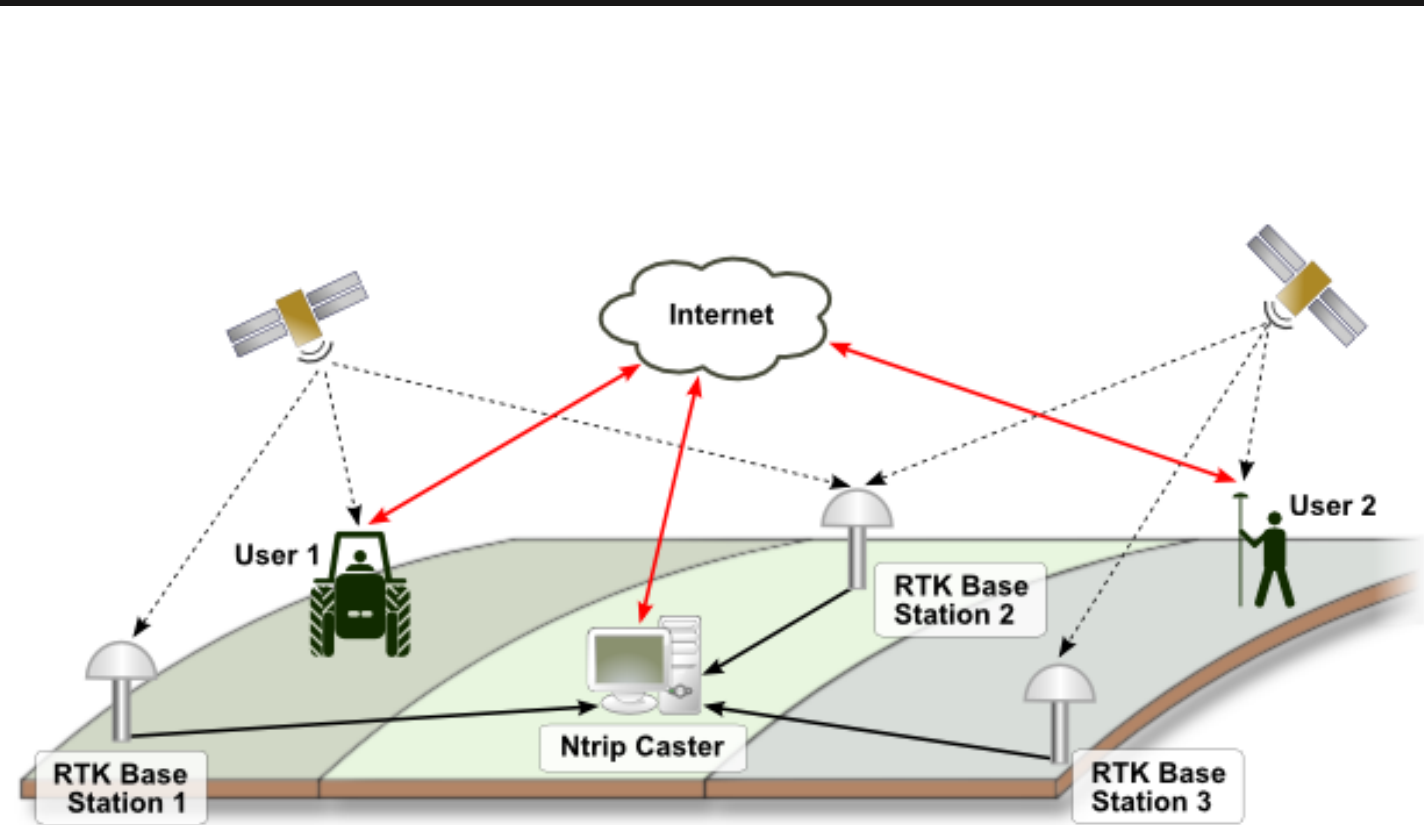 Internet
User 1
User 2
RTK Base
Station 2
Ntrip Caster
RTK Base
Station 1
RTK Base
Station 3